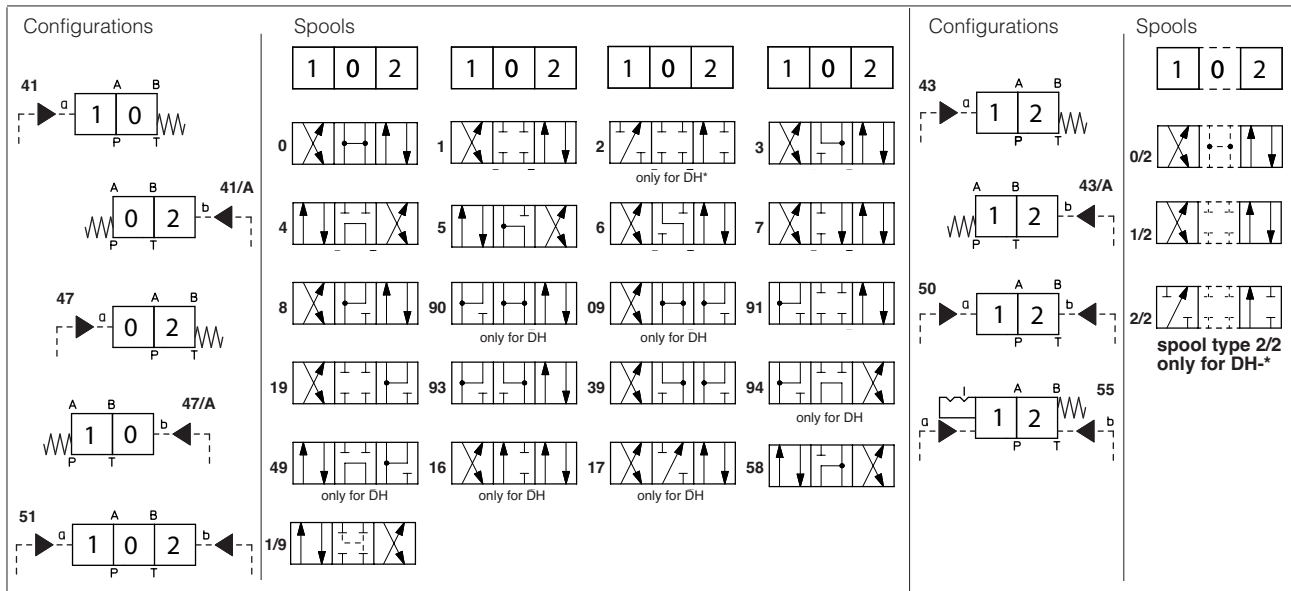 Configurations
41
a
A
B
1 0
P
T
A
B
41/A
0 2
b
P
T
47
a
A
B
0 2
P
T
A
B
47/A
1 0
b
P
T
51
a
A
B
1 0 2
b
P
T
Spools
1 0 2
1 0 2
1 0 2
1 0 2
0
1
2
3
only for DH*
4
5
6
7
8
90
09
91
only for DH
only for DH
19
93
39
94
only for DH
49
16
17
58
only for DH
only for DH
only for DH
1/9
Configurations
43
a
A
B
1 2
P
T
A
B
43/A
1 2
b
P
T
50
a
A
B
1 2
b
P
T
55
a
A
B
1 2
b
P
T
Spools
1 0 2
0/2
1/2
2/2
spool type 2/2
only for DH-*